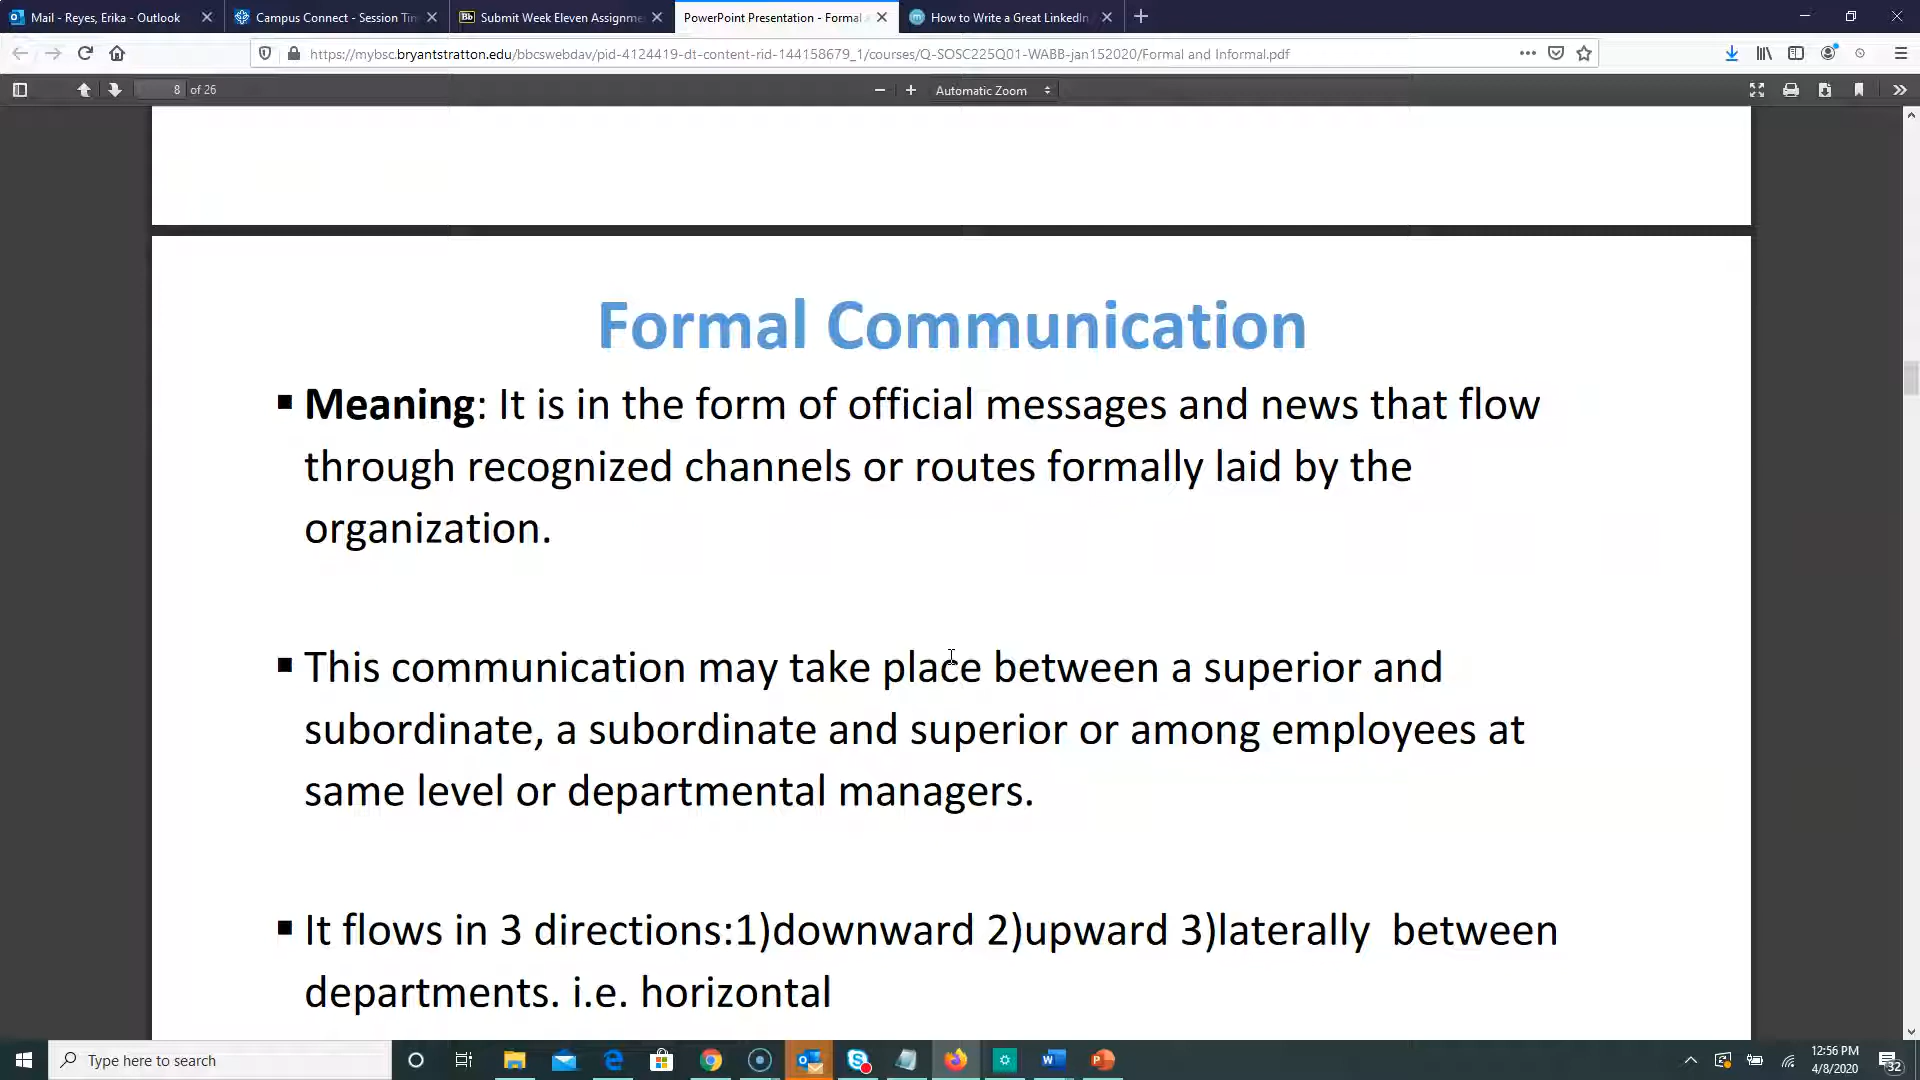 Mail - Reyes, Erika - Outlook
Campus Connect - Session Tim
Submit Week Eleven Assignme
PowerPoint Presentation - Formal
How to Write a Great LinkedIn
https://mybsc.bryantstratton.edu/bbcswebdav/pid-4124419-dt-content-rid-144158679_1/courses/Q-SOSC225Q01-WABB-jan152020/Formal and Informal.pdf
8 of 26
Automatic Zoom
Formal Communication
▪ Meaning: It is in the form of official messages and news that flow
through recognized channels or routes formally laid by the
organization.
▪ This communication may take place between a superior and
subordinate, a subordinate and superior or among employees at
same level or departmental managers.
▪ It flows in 3 directions:1)downward 2)upward 3)laterally between
departments. i.e. horizontal
Type here to search
12:56 PM
4/8/2020
32